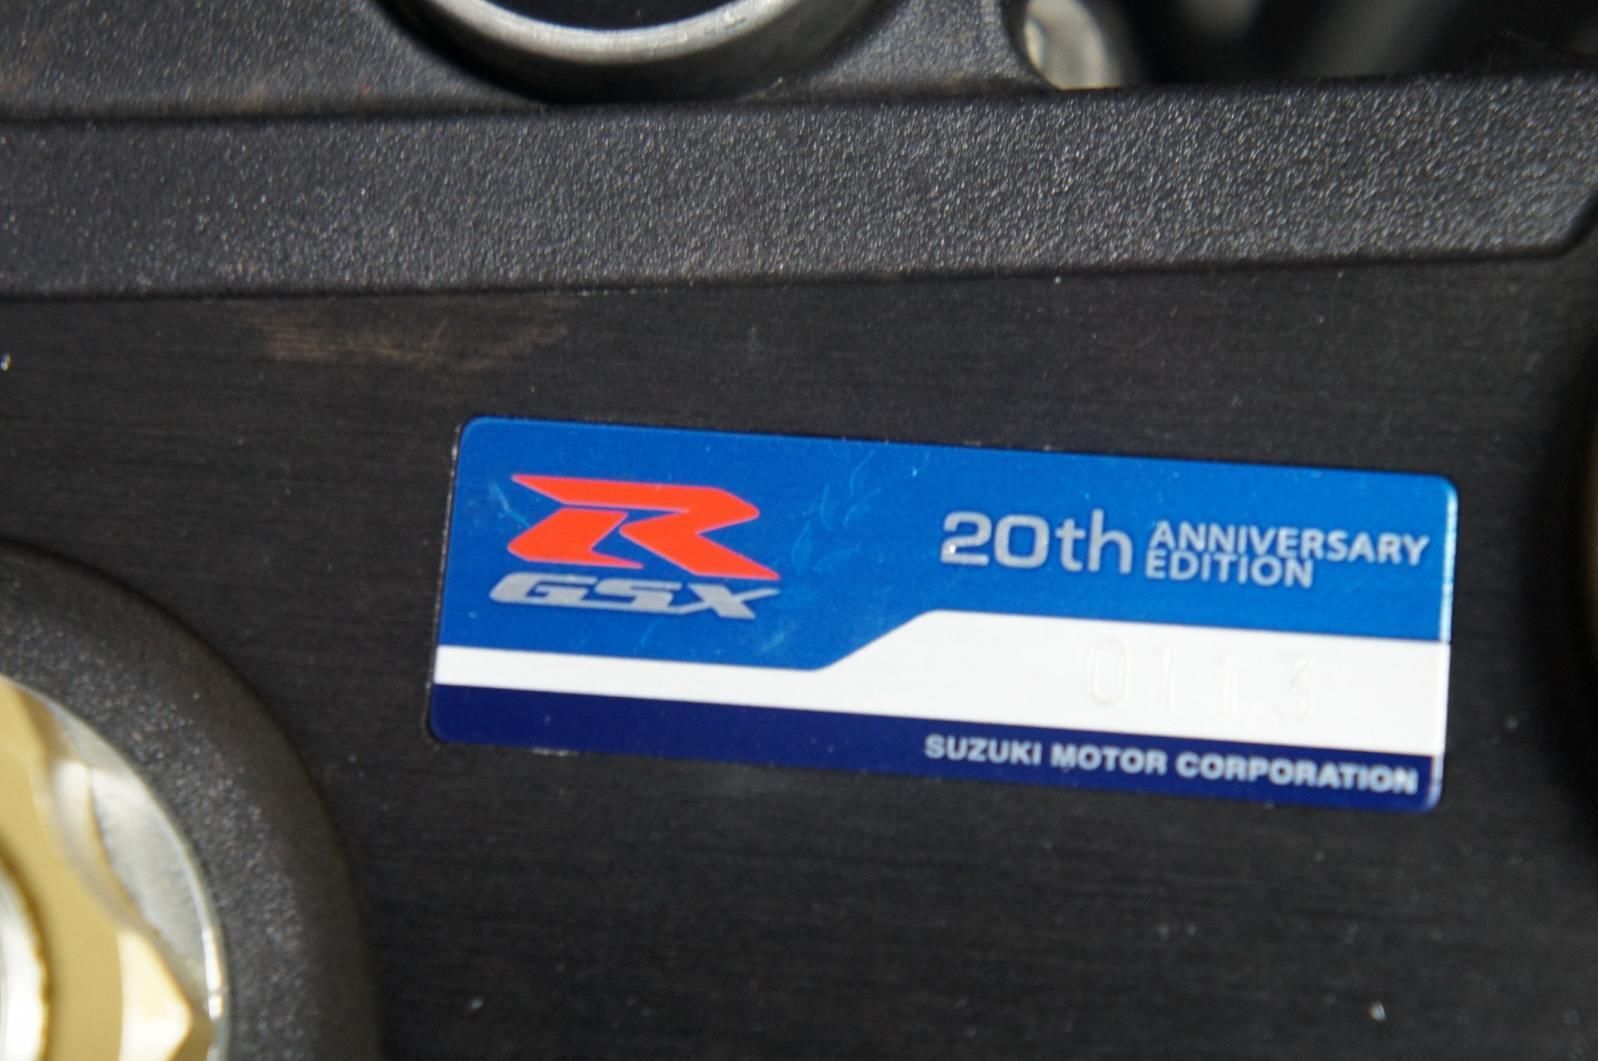 R
GSX
20th ANNIVERSARY
EDITION
0113
SUZUKI MOTOR CORPORATION